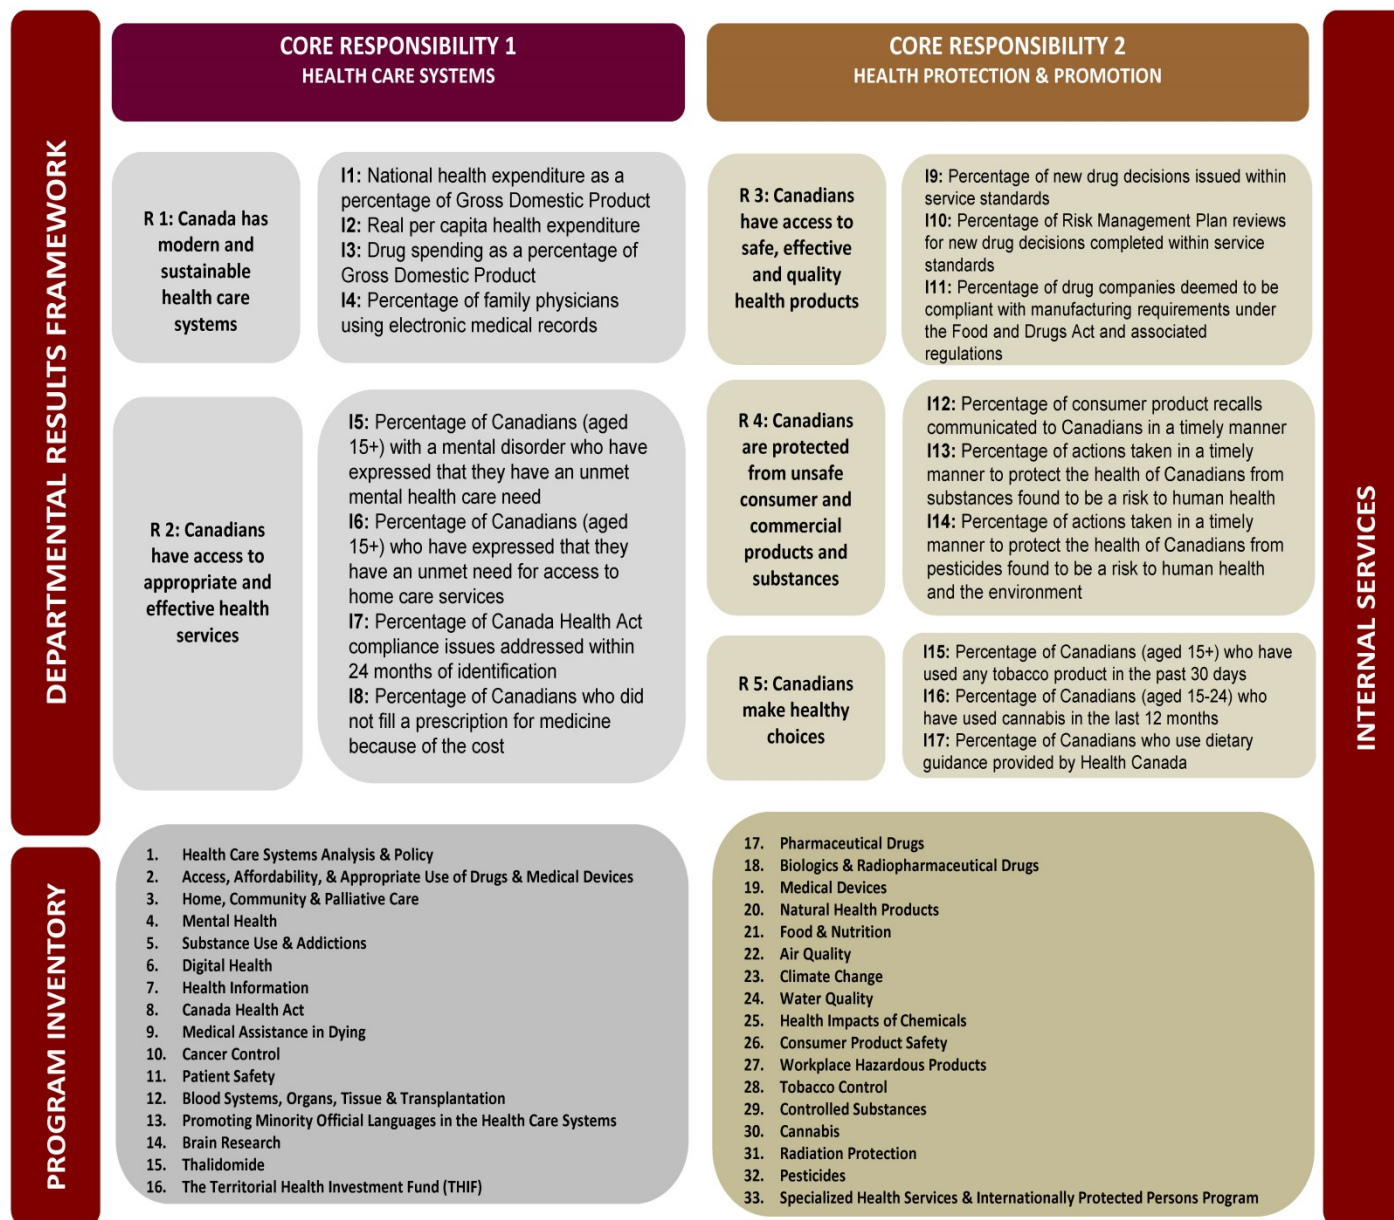 DEPARTMENTAL RESULTS FRAMEWORK
CORE RESPONSIBILITY 1
HEALTH CARE SYSTEMS
R 1: Canada has
modern and
sustainable
health care
systems
I1: National health expenditure as a
percentage of Gross Domestic Product
I2: Real per capita health expenditure
I3: Drug spending as a percentage of
Gross Domestic Product
I4: Percentage of family physicians
using electronic medical records
R 2: Canadians
have access to
appropriate and
effective health
services
I5: Percentage of Canadians (aged
15+) with a mental disorder who have
expressed that they have an unmet
mental health care need
I6: Percentage of Canadians (aged
15+) who have expressed that they
have an unmet need for access to
home care services
I7: Percentage of Canada Health Act
compliance issues addressed within
24 months of identification
I8: Percentage of Canadians who did
not fill a prescription for medicine
because of the cost
CORE RESPONSIBILITY 2
HEALTH PROTECTION & PROMOTION
R 3: Canadians
have access to
safe, effective
and quality
health products
I9: Percentage of new drug decisions issued within
service standards
I10: Percentage of Risk Management Plan reviews
for new drug decisions completed within service
standards
I11: Percentage of drug companies deemed to be
compliant with manufacturing requirements under
the Food and Drugs Act and associated
regulations
R 4: Canadians
are protected
from unsafe
consumer and
commercial
products and
substances
I12: Percentage of consumer product recalls
communicated to Canadians in a timely manner
I13: Percentage of actions taken in a timely
manner to protect the health of Canadians from
substances found to be a risk to human health
I14: Percentage of actions taken in a timely
manner to protect the health of Canadians from
pesticides found to be a risk to human health
and the environment
R 5: Canadians
make healthy
choices
I15: Percentage of Canadians (aged 15+) who have
used any tobacco product in the past 30 days
I16: Percentage of Canadians (aged 15-24) who
have used cannabis in the last 12 months
I17: Percentage of Canadians who use dietary
guidance provided by Health Canada
PROGRAM INVENTORY
1. Health Care Systems Analysis & Policy
2. Access, Affordability, & Appropriate Use of Drugs & Medical Devices
3. Home, Community & Palliative Care
4. Mental Health
5. Substance Use & Addictions
6. Digital Health
7. Health Information
8. Canada Health Act
9. Medical Assistance in Dying
10. Cancer Control
11. Patient Safety
12. Blood Systems, Organs, Tissue & Transplantation
13. Promoting Minority Official Languages in the Health Care Systems
14. Brain Research
15. Thalidomide
16. The Territorial Health Investment Fund (THIF)
17. Pharmaceutical Drugs
18. Biologics & Radiopharmaceutical Drugs
19. Medical Devices
20. Natural Health Products
21. Food & Nutrition
22. Air Quality
23. Climate Change
24. Water Quality
25. Health Impacts of Chemicals
26. Consumer Product Safety
27. Workplace Hazardous Products
28. Tobacco Control
29. Controlled Substances
30. Cannabis
31. Radiation Protection
32. Pesticides
33. Specialized Health Services & Internationally Protected Persons Program
INTERNAL SERVICES